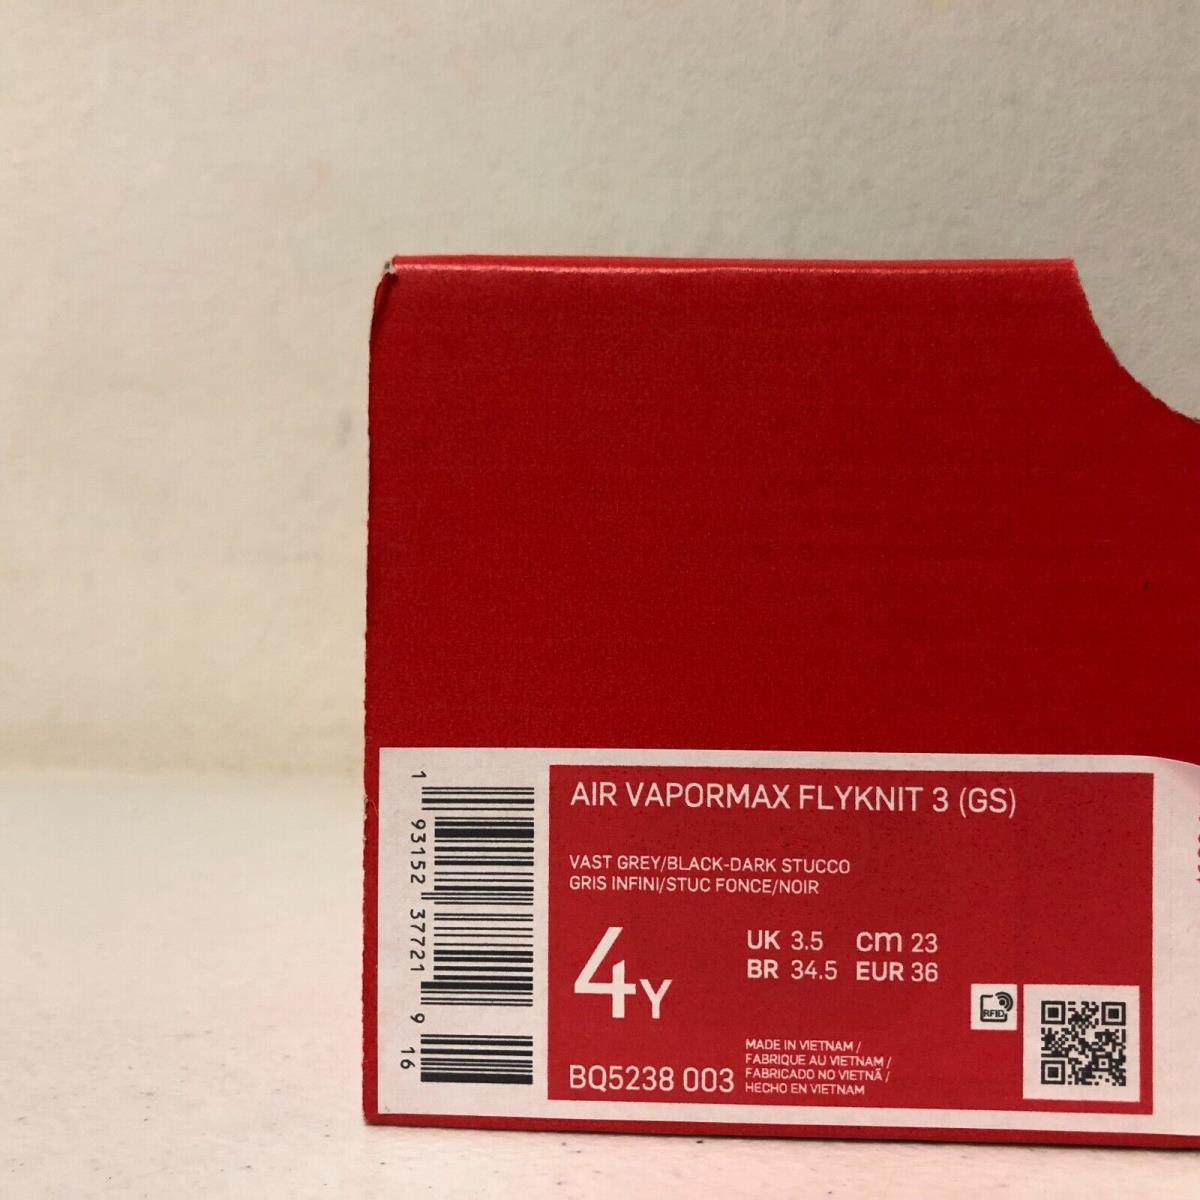 AIR VAPORMAX FLYKNIT 3 (GS)
VAST GREY/BLACK-DARK STUCCO
GRIS INFINI/STUC FONCE/NOIR
4Y
UK 3.5 cm 23
BR 34.5 EUR 36
RFID
BQ5238 003
MADE IN VIETNAM /
FABRIQUE AU VIETNAM /
FABRICADO NO VIETNÃ /
HECHO EN VIETNAM
1 93152 37721 9 16